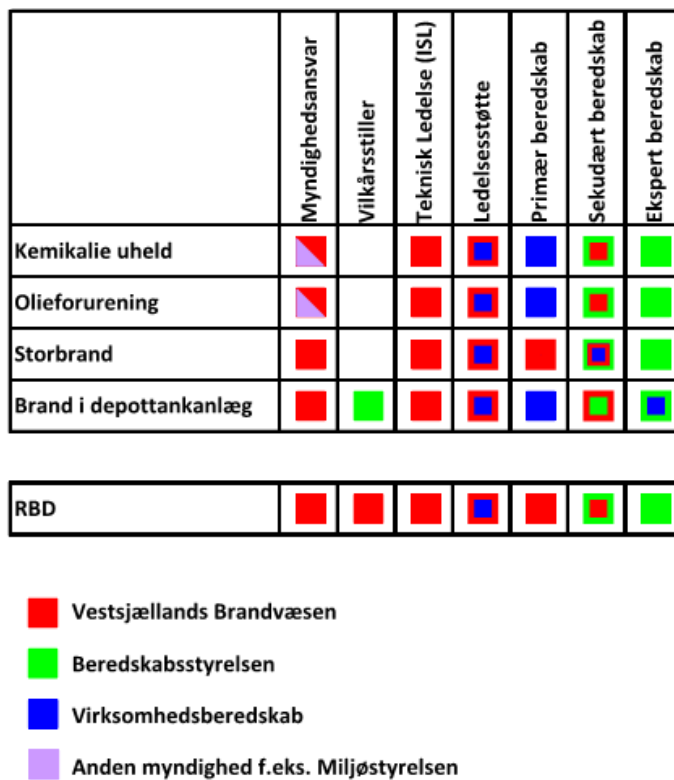 Myndighedsansvar
Vilkårsstiller
Teknisk Ledelse (ISL)
Ledelsesstøtte
Primær beredskab
Sekudært beredskab
Ekspert beredskab
Kemikalie uheld
Olieforurening
Storbrand
Brand i depottankanlæg
RBD
Vestsjællands Brandvæsen
Beredskabsstyrelsen
Virksomhedsberedskab
Anden myndighed f.eks. Miljøstyrelsen